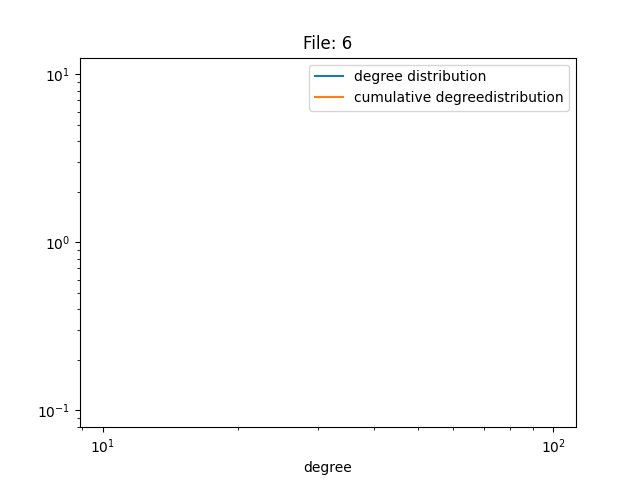 File: 6
degree distribution
cumulative degreedistribution
10¹
10⁰
10⁻¹
10¹ 10²
degree